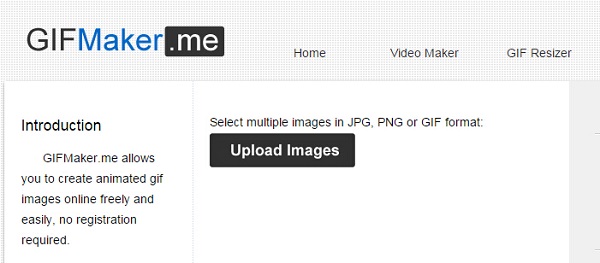 GIFMaker.me
Home Video Maker GIF Resizer
Introduction
GIFMaker.me allows
you to create animated gif
images online freely and
easily, no registration
required.
Select multiple images in JPG, PNG or GIF format:
Upload Images